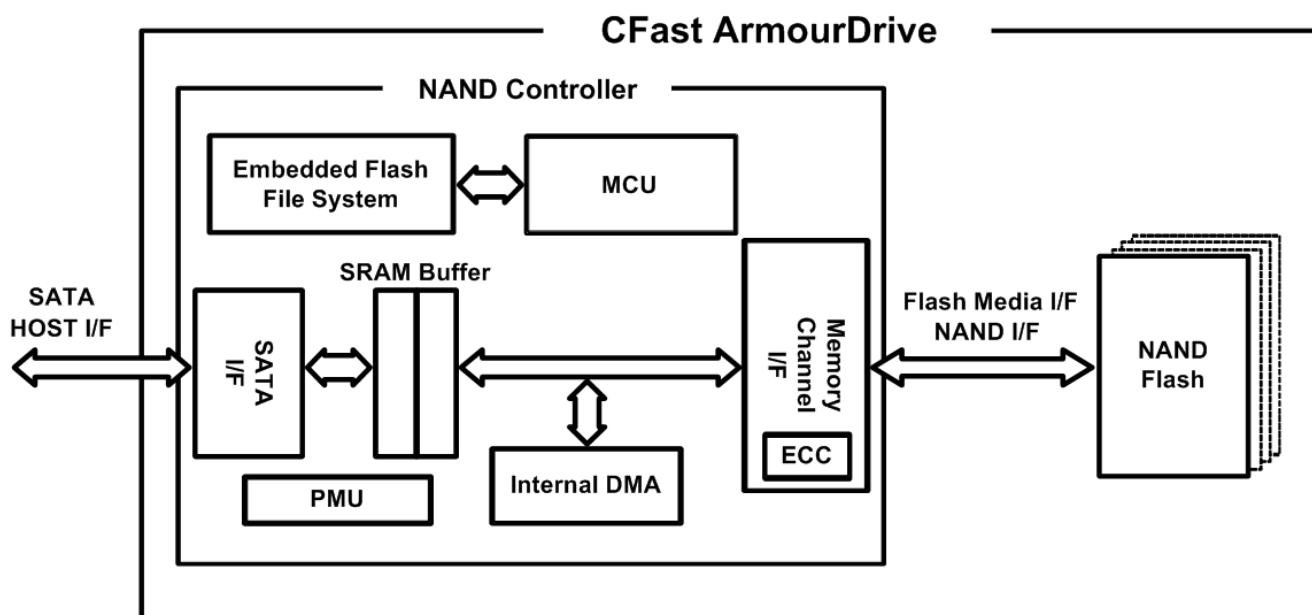 CFast ArmourDrive
NAND Controller
Embedded Flash
File System
MCU
SRAM Buffer
SATA
HOST I/F
SATA
I/F
Memory
Channel
I/F
ECC
Flash Media I/F
NAND I/F
NAND
Flash
Internal DMA
PMU